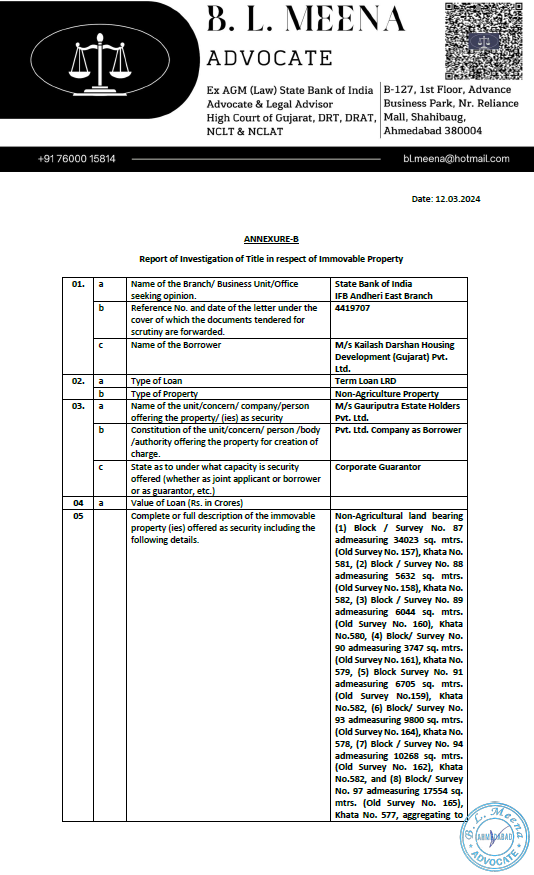 B. L. MEENA
ADVOCATE
Ex AGM (Law) State Bank of India
Advocate & Legal Advisor
High Court of Gujarat, DRT, DRAT,
NCLT & NCLAT
B-127, 1st Floor, Advance
Business Park, Nr. Reliance
Mall, Shahibaug,
Ahmedabad 380004
+91 76000 15814
bl.meena@hotmail.com
Date: 12.03.2024
ANNEXURE-B
Report of Investigation of Title in respect of Immovable Property
01. a Name of the Branch/ Business Unit/Office State Bank of India
seeking opinion. IFB Andheri East Branch
b Reference No. and date of the letter under the 4419707
cover of which the documents tendered for
scrutiny are forwarded.
c Name of the Borrower M/s Kailash Darshan Housing
Development (Gujarat) Pvt.
Ltd.
02. a Type of Loan Term Loan LRD
b Type of Property Non-Agriculture Property
03. a Name of the unit/concern/ company/person M/s Gauriputra Estate Holders
offering the property/ (ies) as security Pvt. Ltd.
b Constitution of the unit/concern/ person /body Pvt. Ltd. Company as Borrower
/authority offering the property for creation of
charge.
c State as to under what capacity is security Corporate Guarantor
offered (whether as joint applicant or borrower
or as guarantor, etc.)
04 a Value of Loan (Rs. in Crores)
05 Complete or full description of the immovable Non-Agricultural land bearing
property (ies) offered as security including the (1) Block / Survey No. 87
following details. admeasuring 34023 sq. mtrs.
(Old Survey No. 157), Khata No.
581, (2) Block / Survey No. 88
admeasuring 5632 sq. mtrs.
(Old Survey No. 158), Khata No.
582, (3) Block / Survey No. 89
admeasuring 6044 sq. mtrs.
(Old Survey No. 160), Khata
No.580, (4) Block/ Survey No.
90 admeasuring 3747 sq. mtrs.
(Old Survey No. 161), Khata No.
579, (5) Block Survey No. 91
admeasuring 6705 sq. mtrs.
(Old Survey No.159), Khata
No.582, (6) Block/ Survey No.
93 admeasuring 9800 sq. mtrs.
(Old Survey No. 164), Khata No.
578, (7) Block / Survey No. 94
admeasuring 10268 sq. mtrs.
(Old Survey No. 162), Khata
No.582, and (8) Block/ Survey
No. 97 admeasuring 17554 sq.
mtrs. (Old Survey No. 165),
Khata No. 577, aggregating to
B. L. Meena
AHMEDABAD
ADVOCATE